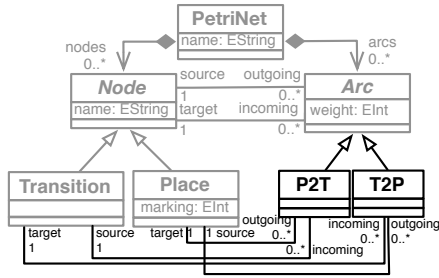 PetriNet
name: EString
nodes
0..*
arcs
0..*
Node
name: EString
source
1
outgoing
0..*
target
1
incoming
0..*
Arc
weight: EInt
Transition
Place
marking: EInt
P2T
T2P
target
1
source
1
target 1
1 source
outgoing
0..*
0..* incoming
incoming
0..*
outgoing
0..*